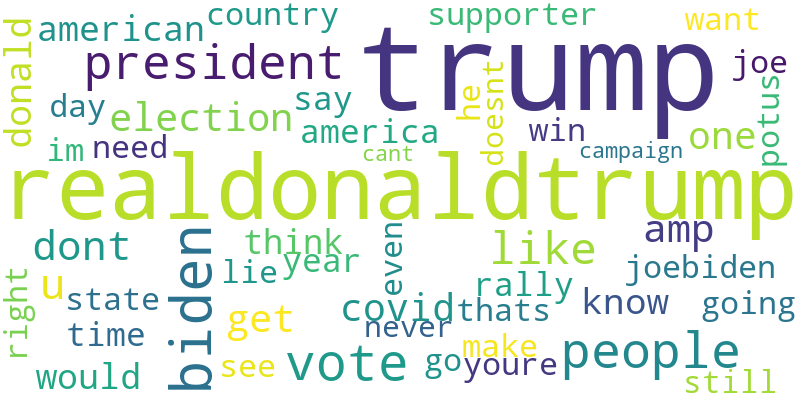 country
supporter
want
american
trump
president
joe
donald
day
say
he
doesnt
potus
election
america
win
one
im
need
cant
campaign
realdonaldtrump
dont
biden
think
like
amp
year
even
lie
joebiden
right
u
state
covid
rally
thats
know
going
time
get
never
make
people
would
see
vote
go
youre
still